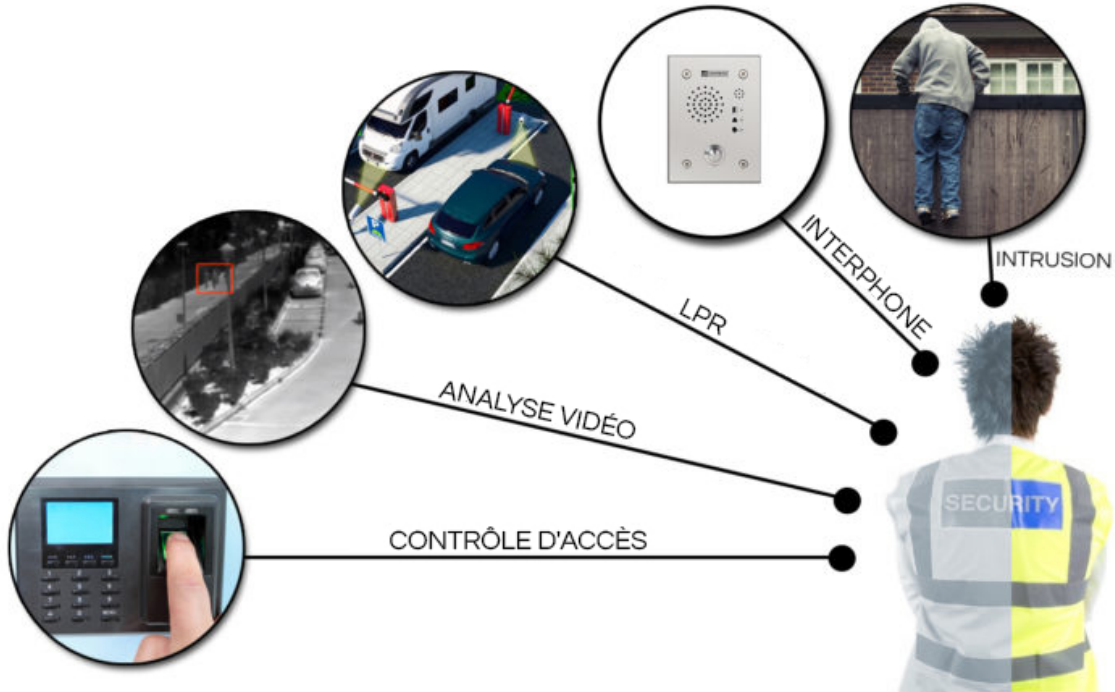 INTERPHONE
INTRUSION
LPR
ANALYSE VIDÉO
CONTRÔLE D'ACCÈS
SECURITY